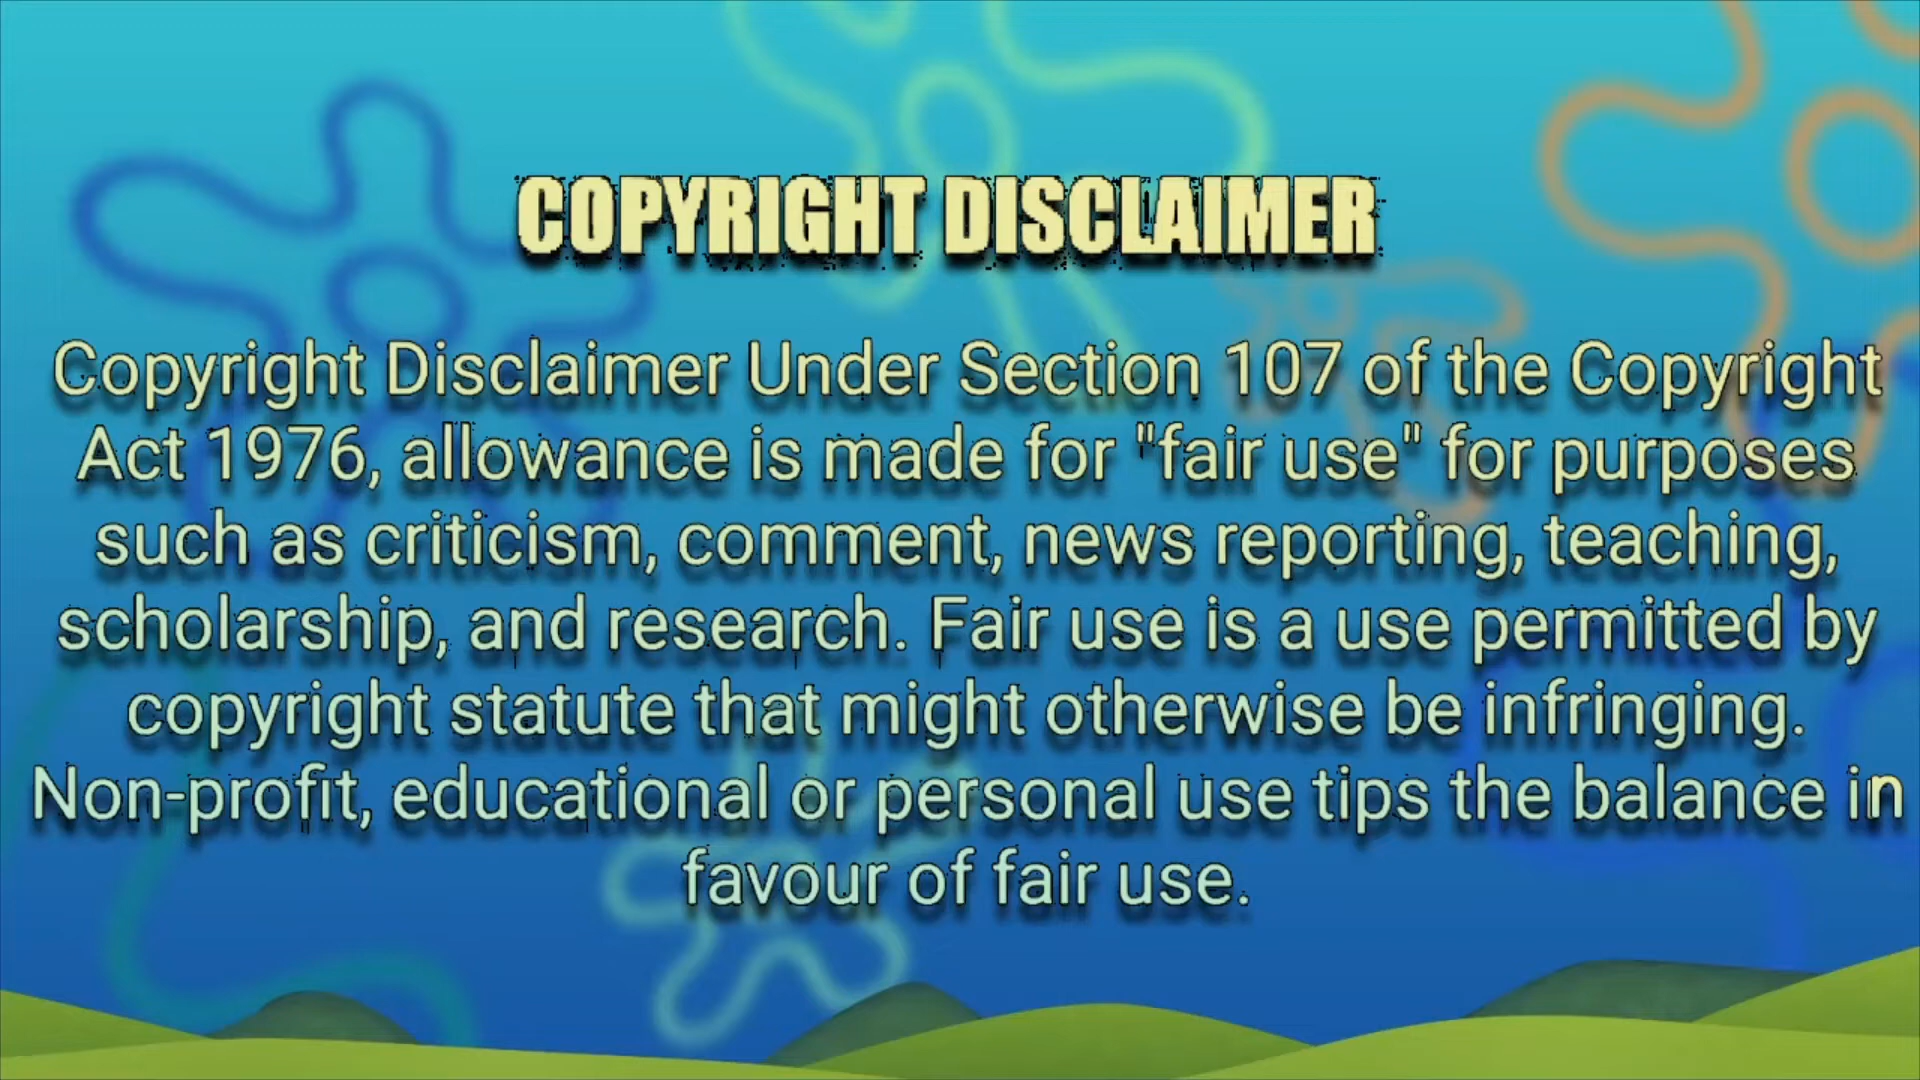 COPYRIGHT DISCLAIMER
Copyright Disclaimer Under Section 107 of the Copyright
Act 1976, allowance is made for "fair use" for purposes
such as criticism, comment, news reporting, teaching,
scholarship, and research. Fair use is a use permitted by
copyright statute that might otherwise be infringing.
Non-profit, educational or personal use tips the balance in
favour of fair use.